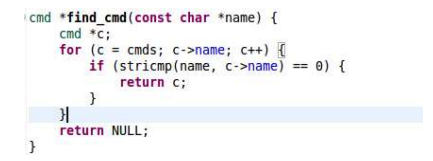 cmd *find_cmd(const char *name) {
    cmd *c;
    for (c = cmds; c->name; c++) {
        if (stricmp(name, c->name) == 0) {
            return c;
        }
    }
    return NULL;
}